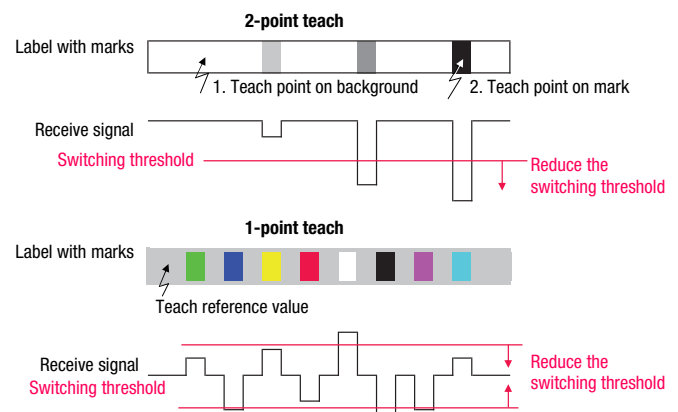 2-point teach
Label with marks
1. Teach point on background
2. Teach point on mark
Receive signal
Switching threshold
Reduce the
switching threshold
1-point teach
Label with marks
Teach reference value
Receive signal
Switching threshold
Reduce the
switching threshold